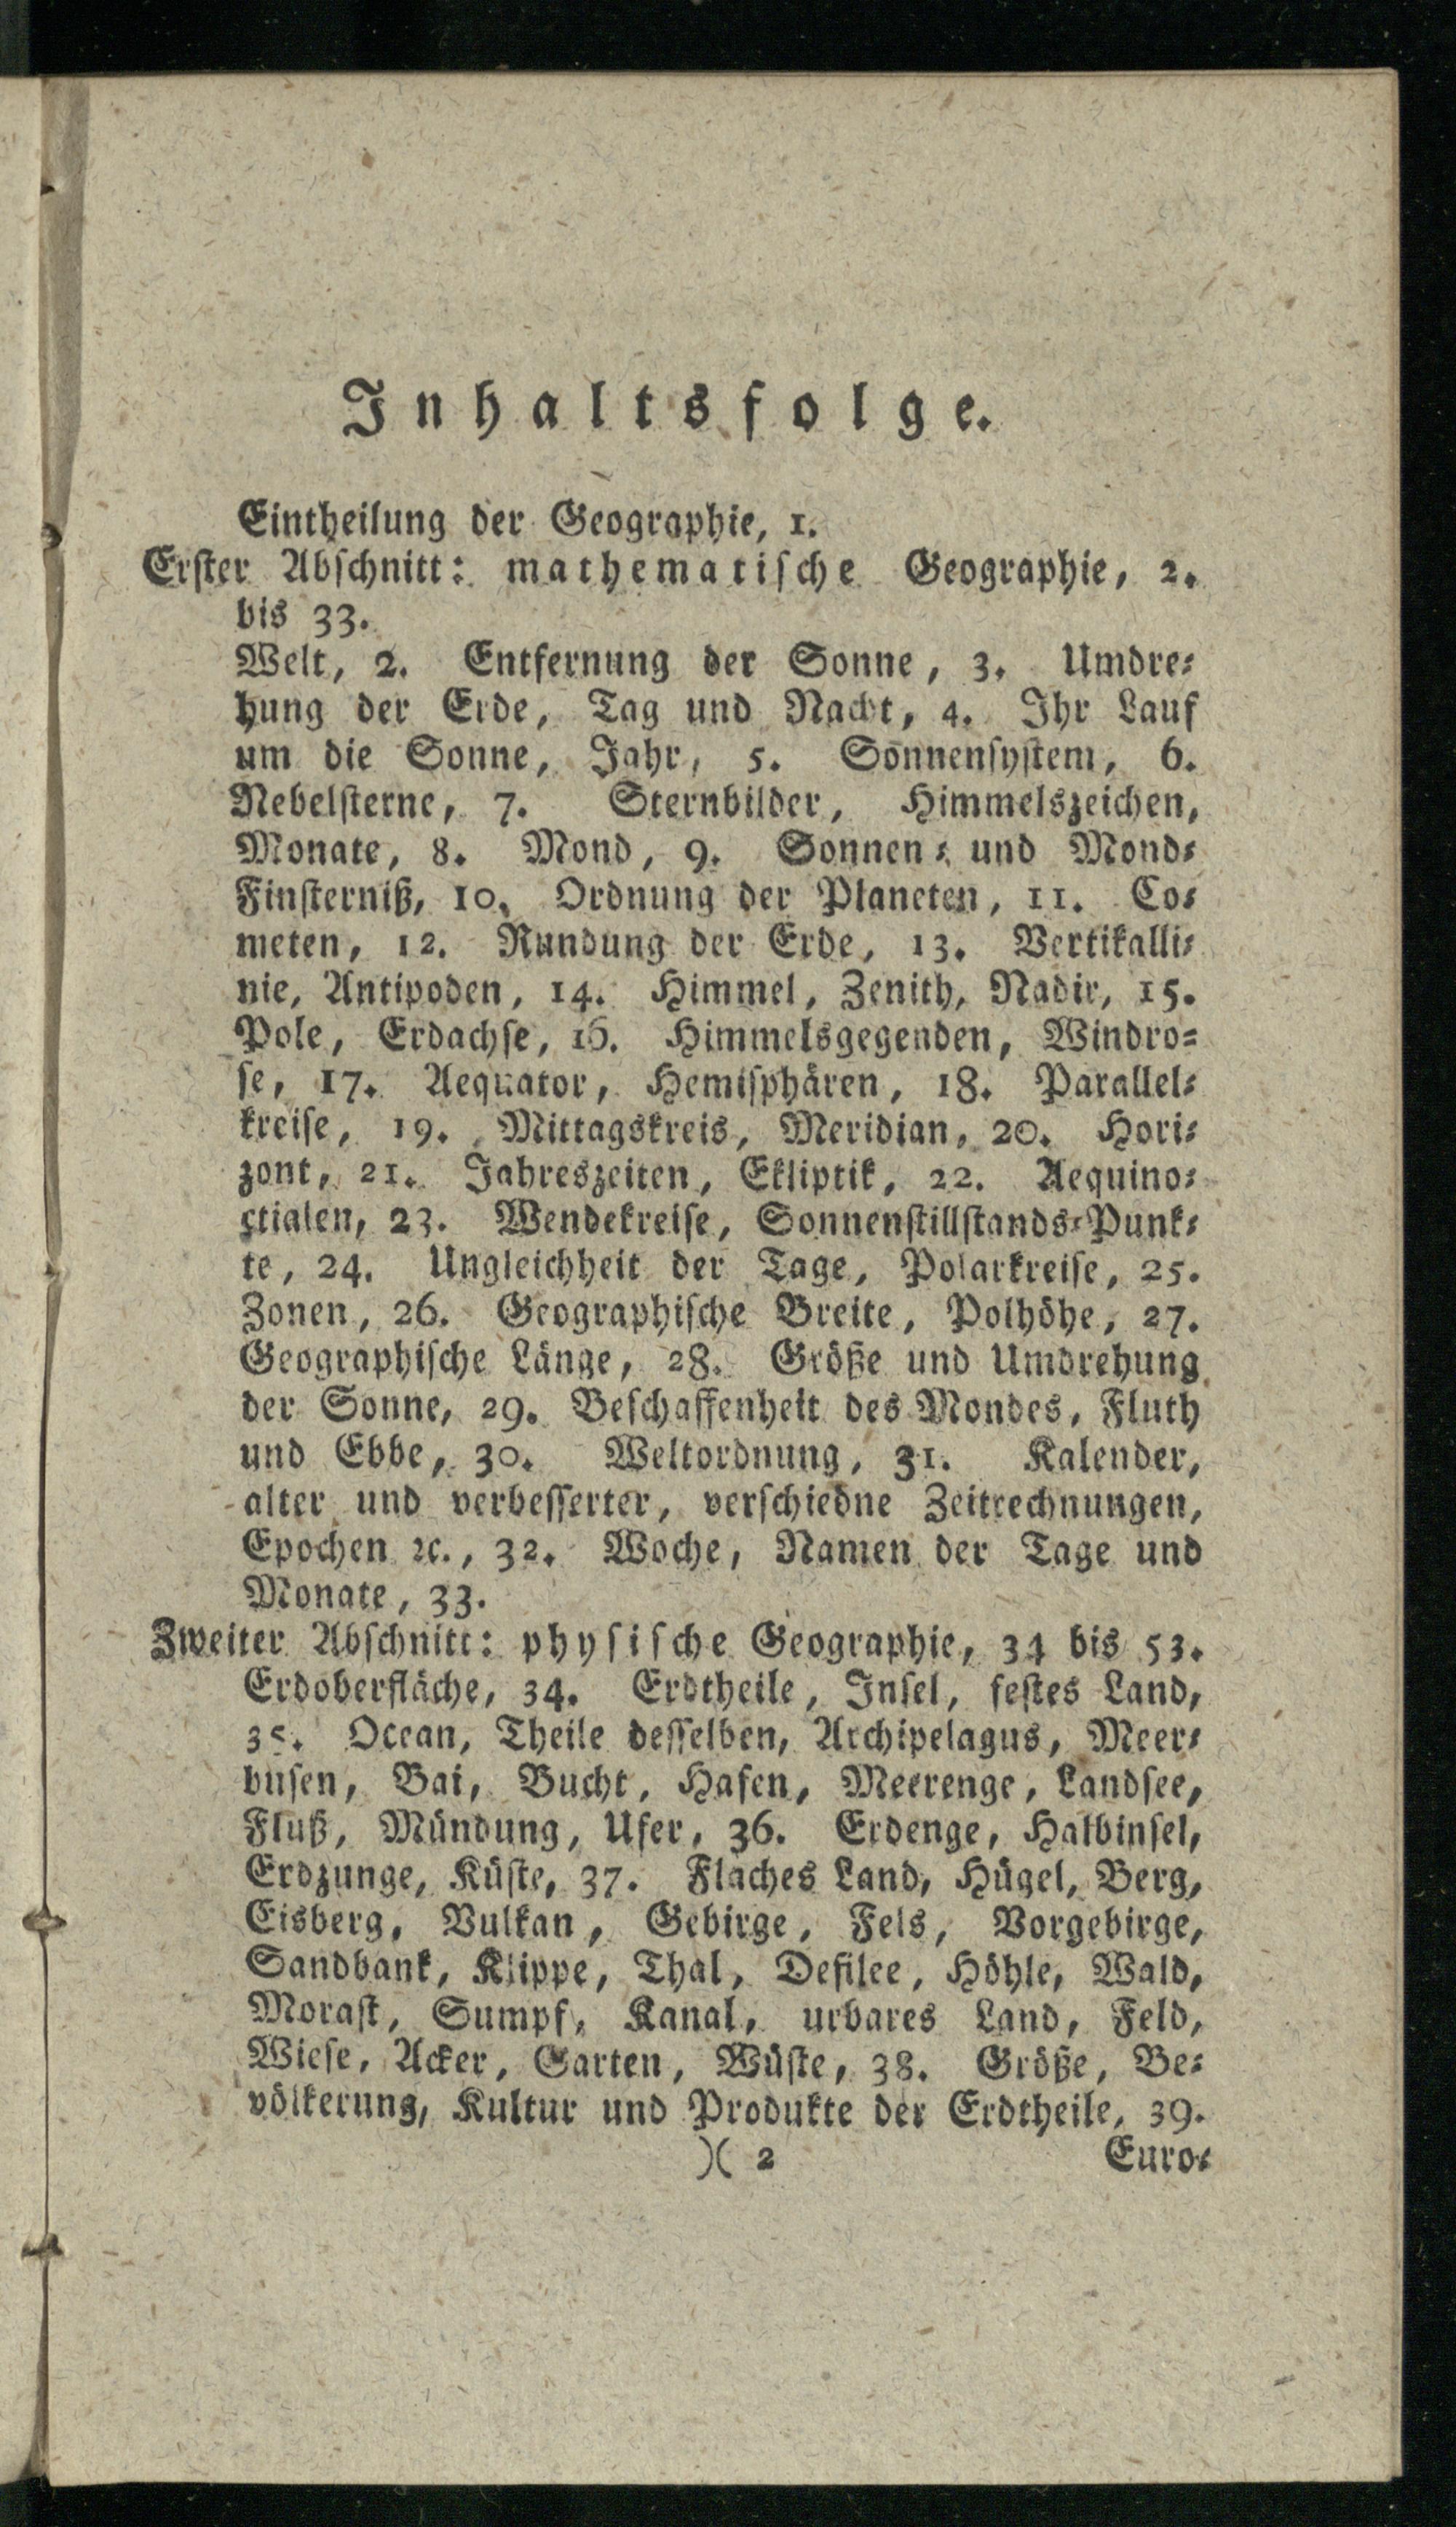 Inhaltsfolge.
Eintheilung der Geographie, 1.
Erster Abschnitt: mathematische Geographie, 2.
bis 33.
Welt, 2. Entfernung der Sonne, 3. Umdre-
hung der Erde, Tag und Nacht, 4. Ihr Lauf
um die Sonne, Jahr, 5. Sonnensystem, 6.
Nebelsterne, 7. Sternbilder, Himmelszeichen,
Monate, 8. Mond, 9. Sonnen- und Mond-
Finsterniß, 10. Ordnung der Planeten, 11. Co-
meten, 12. Rundung der Erde, 13. Vertikalli-
nie, Antipoden, 14. Himmel, Zenith, Nadir, 15.
Pole, Erdachse, 16. Himmelsgegenden, Windro-
se, 17. Aequator, Hemisphären, 18. Parallel-
kreise, 19. Mittagskreis, Meridian, 20. Hori-
zont, 21. Jahreszeiten, Ekliptik, 22. Aequino-
ctialen, 23. Wendekreise, Sonnenstillstands-Punk-
te, 24. Ungleichheit der Tage, Polarkreise, 25.
Zonen, 26. Geographische Breite, Polhöhe, 27.
Geographische Länge, 28. Größe und Umdrehung
der Sonne, 29. Beschaffenheit des Mondes, Fluth
und Ebbe, 30. Weltordnung, 31. Kalender,
alter und verbesserter, verschiedne Zeitrechnungen,
Epochen ꝛc., 32. Woche, Namen der Tage und
Monate, 33.
Zweiter Abschnitt: physische Geographie, 34 bis 53.
Erdoberfläche, 34. Erdtheile, Insel, festes Land,
35. Ocean, Theile desselben, Archipelagus, Meer-
busen, Bai, Bucht, Hafen, Meerenge, Landsee,
Fluß, Mündung, Ufer, 36. Erdenge, Halbinsel,
Erdzunge, Küste, 37. Flaches Land, Hügel, Berg,
Eisberg, Vulkan, Gebirge, Fels, Vorgebirge,
Sandbank, Klippe, Thal, Defilee, Höhle, Wald,
Morast, Sumpf, Kanal, urbares Land, Feld,
Wiese, Acker, Garten, Wüste, 38. Größe, Be-
völkerung, Kultur und Produkte der Erdtheile, 39.
)( 2 Euro-